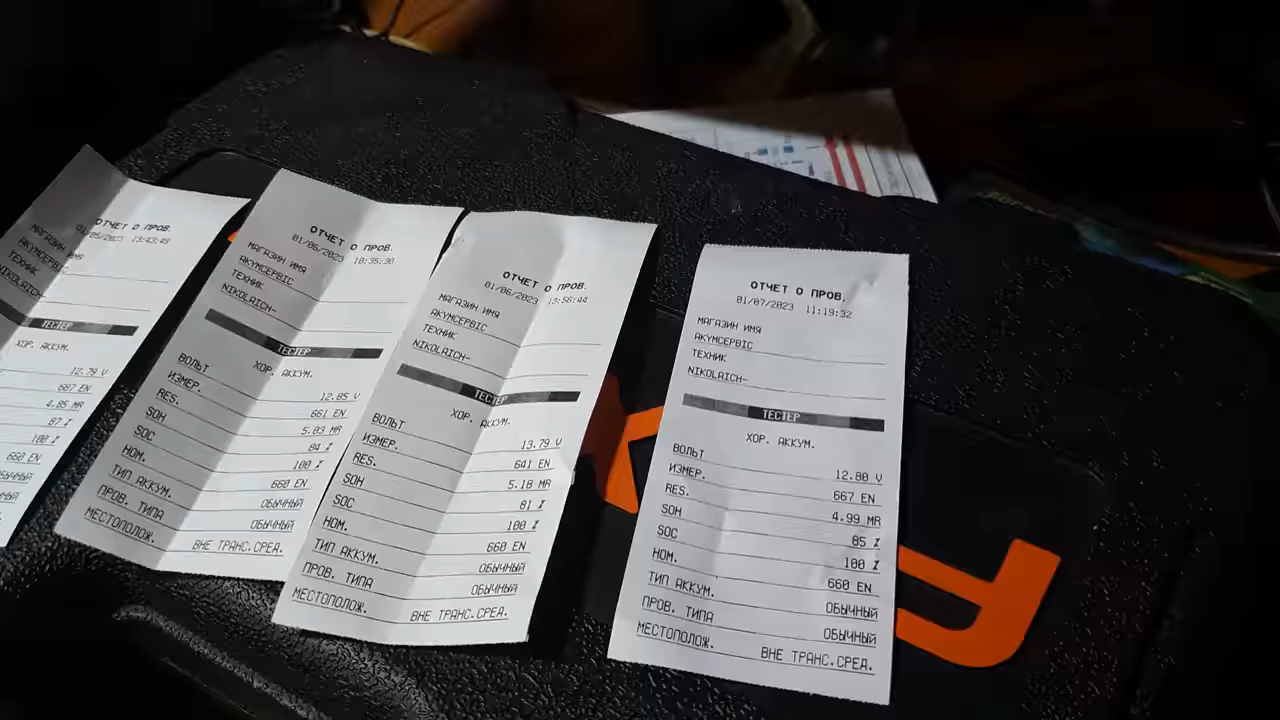 ОТЧЕТ О ПРОВ.
01/05/2023 13:43:49
МАГАЗИН
АКУМСЕРВІС
ТЕХНИК
NIKOLAICH-
ТЕСТЕР
ХОР. АККУМ.
12.79 V
687 EN
4.85 MR
87 %
100 %
660 EN
ОБЫЧНЫЙ
ОТЧЕТ О ПРОВ.
01/06/2023 10:35:30
МАГАЗИН ИМЯ
АКУМСЕРВІС
ТЕХНИК
NIKOLAICH-
ТЕСТЕР
ХОР. АККУМ.
ВОЛЬТ 12.85 V
ИЗМЕР. 661 EN
RES. 5.03 MR
SOH 84 %
SOC 100 %
НОМ. 660 EN
ТИП АККУМ. ОБЫЧНЫЙ
ПРОВ. ТИПА ОБЫЧНЫЙ
МЕСТОПОЛОЖ. ВНЕ ТРАНС.СРЕД.
ОТЧЕТ О ПРОВ.
01/06/2023 13:56:44
МАГАЗИН ИМЯ
АКУМСЕРВІС
ТЕХНИК
NIKOLAICH-
ТЕСТЕР
ХОР. АККУМ.
ВОЛЬТ 13.79 V
ИЗМЕР. 641 EN
RES. 5.18 MR
SOH 81 %
SOC 100 %
НОМ. 660 EN
ТИП АККУМ. ОБЫЧНЫЙ
ПРОВ. ТИПА ОБЫЧНЫЙ
МЕСТОПОЛОЖ. ВНЕ ТРАНС.СРЕД.
ОТЧЕТ О ПРОВ.
01/07/2023 11:19:32
МАГАЗИН ИМЯ
АКУМСЕРВІС
ТЕХНИК
NIKOLAICH-
ТЕСТЕР
ХОР. АККУМ.
ВОЛЬТ 12.80 V
ИЗМЕР. 667 EN
RES. 4.99 MR
SOH 85 %
SOC 100 %
НОМ. 660 EN
ТИП АККУМ. ОБЫЧНЫЙ
ПРОВ. ТИПА ОБЫЧНЫЙ
МЕСТОПОЛОЖ. ВНЕ ТРАНС.СРЕД.